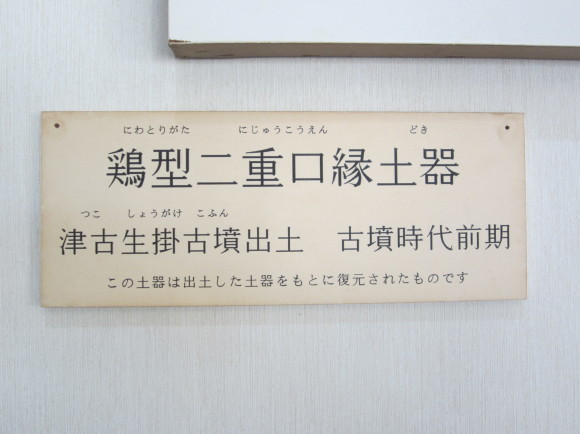 にわとりがた にじゅうこうえん どき
鶏型二重口縁土器
つこ しょうがけ こふん
津古生掛古墳出土 古墳時代前期
この土器は出土した土器をもとに復元されたものです